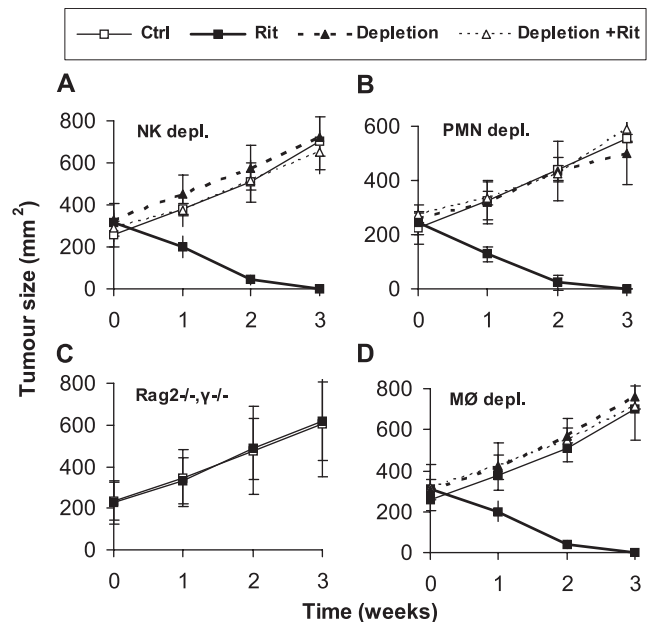 Ctrl Rit Depletion Depletion +Rit
A B
NK depl. PMN depl.
800 600
600
400
400
200
200
0 0
0 1 2 3 0 1 2 3
C D
Rag2-/-,γ-/- MØ depl.
800 800
600 600
400 400
200 200
0 0
0 1 2 3 0 1 2 3
Tumour size (mm²)
Time (weeks)